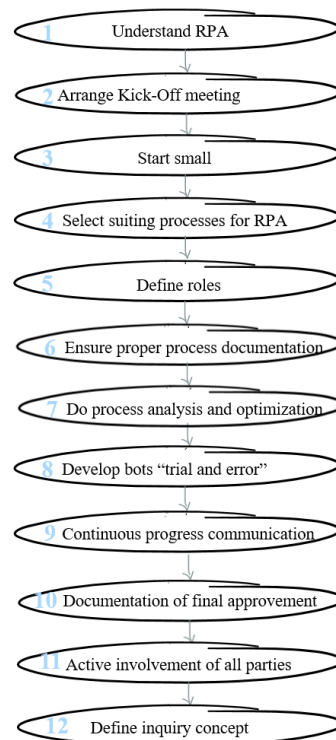 1 Understand RPA
2 Arrange Kick-Off meeting
3 Start small
4 Select suiting processes for RPA
5 Define roles
6 Ensure proper process documentation
7 Do process analysis and optimization
8 Develop bots “trial and error”
9 Continuous progress communication
10 Documentation of final approvement
11 Active involvement of all parties
12 Define inquiry concept